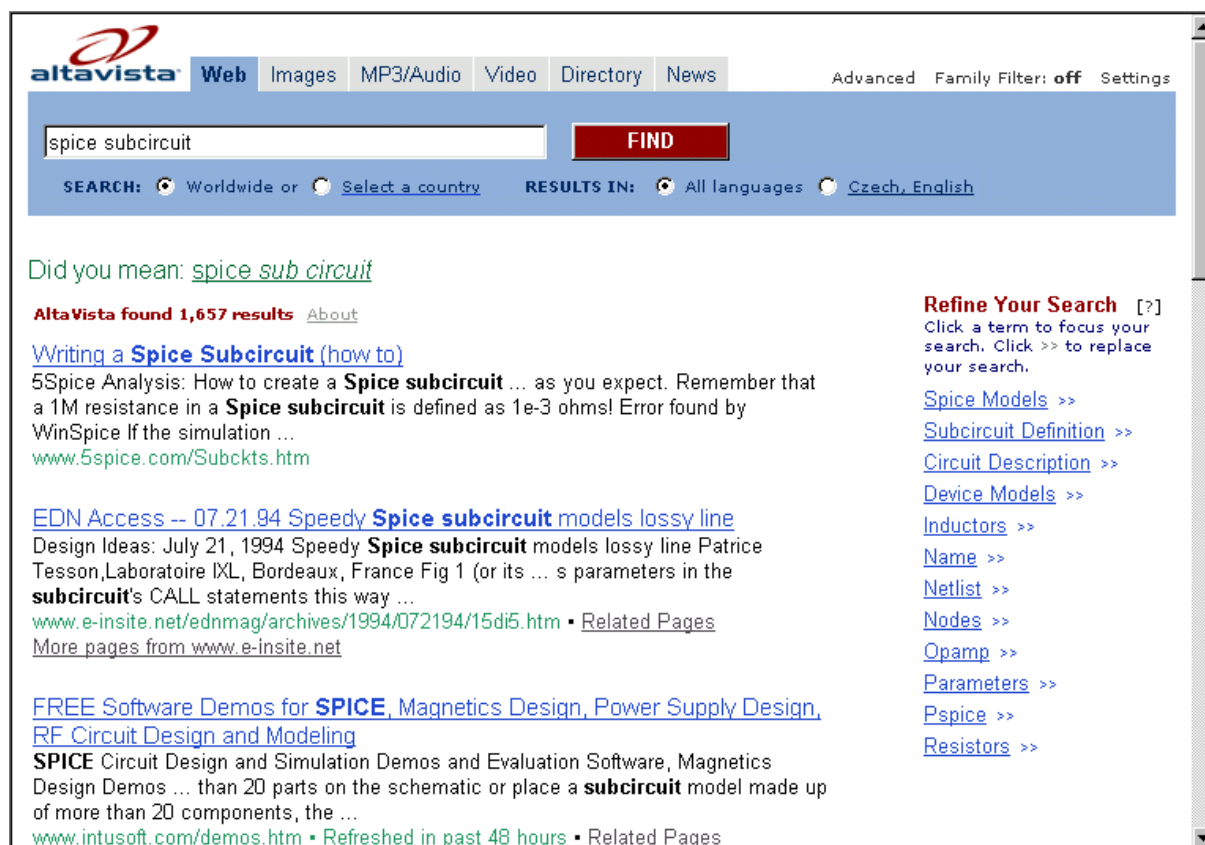 altavista Web Images MP3/Audio Video Directory News Advanced Family Filter: off Settings
spice subcircuit FIND
SEARCH: Worldwide or Select a country RESULTS IN: All languages Czech, English
Did you mean: spice sub circuit
AltaVista found 1,657 results About
Writing a Spice Subcircuit (how to)
5Spice Analysis: How to create a Spice subcircuit ... as you expect. Remember that
a 1M resistance in a Spice subcircuit is defined as 1e-3 ohms! Error found by
WinSpice If the simulation ...
www.5spice.com/Subckts.htm
EDN Access -- 07.21.94 Speedy Spice subcircuit models lossy line
Design Ideas: July 21, 1994 Speedy Spice subcircuit models lossy line Patrice
Tesson,Laboratoire IXL, Bordeaux, France Fig 1 (or its ... s parameters in the
subcircuit's CALL statements this way ...
www.e-insite.net/ednmag/archives/1994/072194/15di5.htm ▪ Related Pages
More pages from www.e-insite.net
FREE Software Demos for SPICE, Magnetics Design, Power Supply Design,
RF Circuit Design and Modeling
SPICE Circuit Design and Simulation Demos and Evaluation Software, Magnetics
Design Demos ... than 20 parts on the schematic or place a subcircuit model made up
of more than 20 components, the ...
www.intusoft.com/demos.htm ▪ Refreshed in past 48 hours ▪ Related Pages
Refine Your Search [?]
Click a term to focus your
search. Click >> to replace
your search.
Spice Models >>
Subcircuit Definition >>
Circuit Description >>
Device Models >>
Inductors >>
Name >>
Netlist >>
Nodes >>
Opamp >>
Parameters >>
Pspice >>
Resistors >>